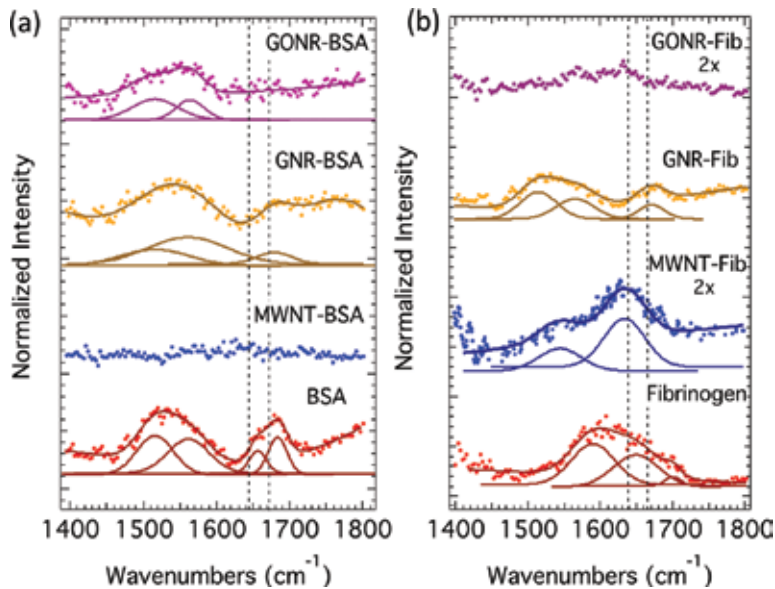 (a)
GONR-BSA
GNR-BSA
MWNT-BSA
BSA
Normalized Intensity
1400 1500 1600 1700 1800
Wavenumbers (cm-1)
(b)
GONR-Fib
2x
GNR-Fib
MWNT-Fib
2x
Fibrinogen
Normalized Intensity
1400 1500 1600 1700 1800
Wavenumbers (cm-1)